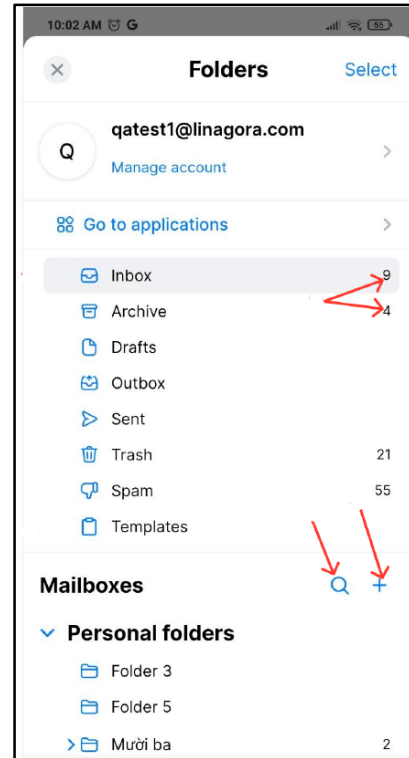 10:02 AM G 55
Folders Select
Q
qatest1@linagora.com
Manage account
Go to applications
Inbox 9
Archive 4
Drafts
Outbox
Sent
Trash 21
Spam 55
Templates
Mailboxes
Personal folders
Folder 3
Folder 5
Mười ba 2